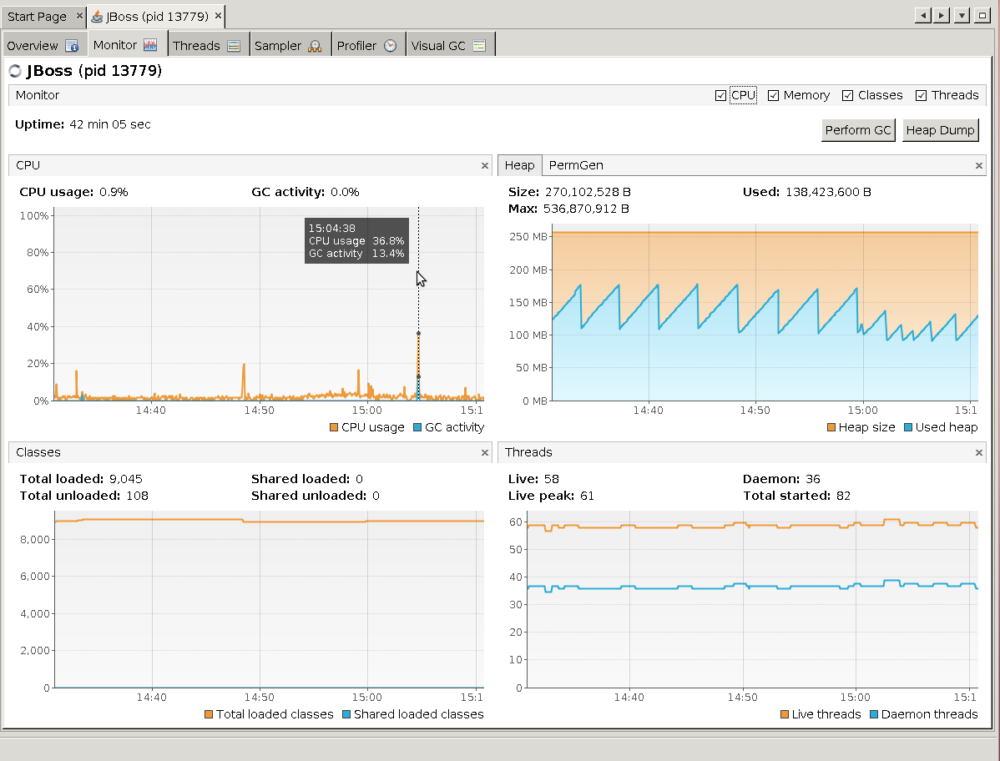 Start Page JBoss (pid 13779)
Overview Monitor Threads Sampler Profiler Visual GC
JBoss (pid 13779)
Monitor CPU Memory Classes Threads
Uptime: 42 min 05 sec
Perform GC Heap Dump
CPU
CPU usage: 0.9% GC activity: 0.0%
100%
80%
60%
40%
20%
0%
15:04:38
CPU usage 36.8%
GC activity 13.4%
14:40 14:50 15:00 15:1
CPU usage GC activity
Heap PermGen
Size: 270,102,528 B Used: 138,423,600 B
Max: 536,870,912 B
250 MB
200 MB
150 MB
100 MB
50 MB
0 MB
14:40 14:50 15:00 15:1
Heap size Used heap
Classes
Total loaded: 9,045 Shared loaded: 0
Total unloaded: 108 Shared unloaded: 0
8,000
6,000
4,000
2,000
0
14:40 14:50 15:00 15:1
Total loaded classes Shared loaded classes
Threads
Live: 58 Daemon: 36
Live peak: 61 Total started: 82
60
50
40
30
20
10
0
14:40 14:50 15:00 15:1
Live threads Daemon threads